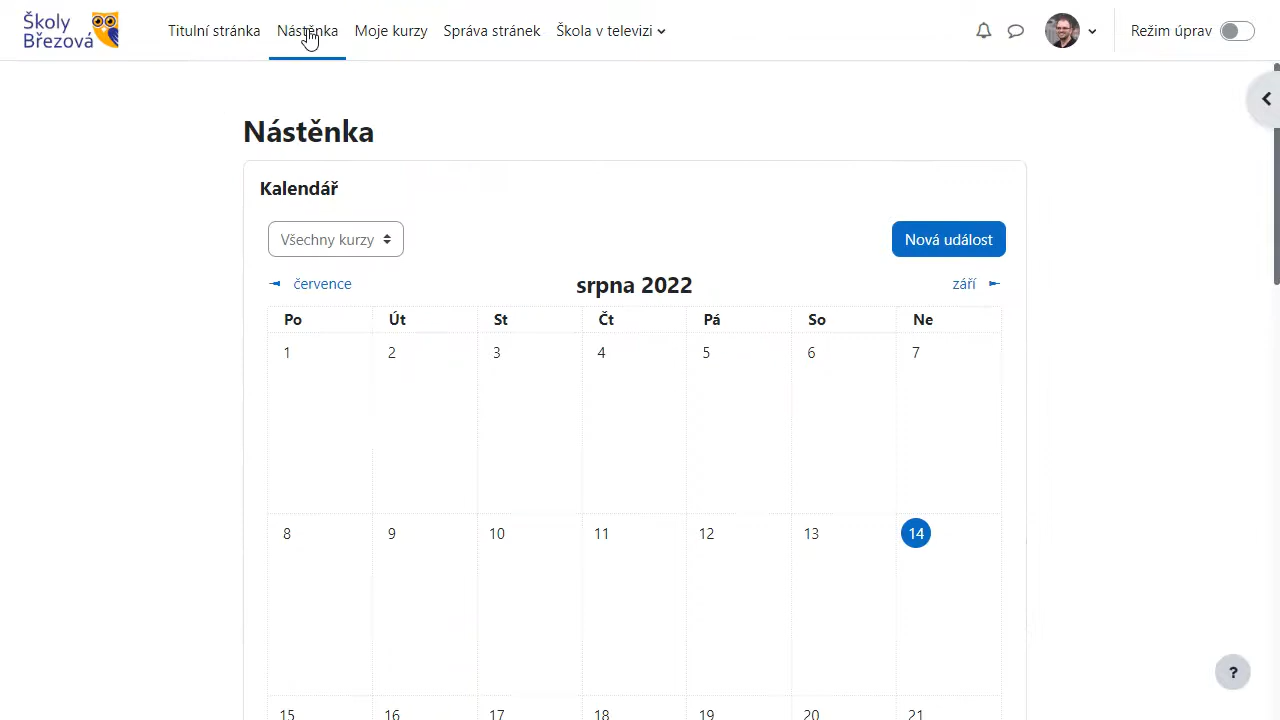 Školy
Březová
Titulní stránka Nástěnka Moje kurzy Správa stránek Škola v televizi Režim úprav
Nástěnka
Kalendář
Všechny kurzy Nová událost
◄ července srpna 2022 září ►
Po Út St Čt Pá So Ne
1 2 3 4 5 6 7
8 9 10 11 12 13 14
?
15 16 17 18 19 20 21